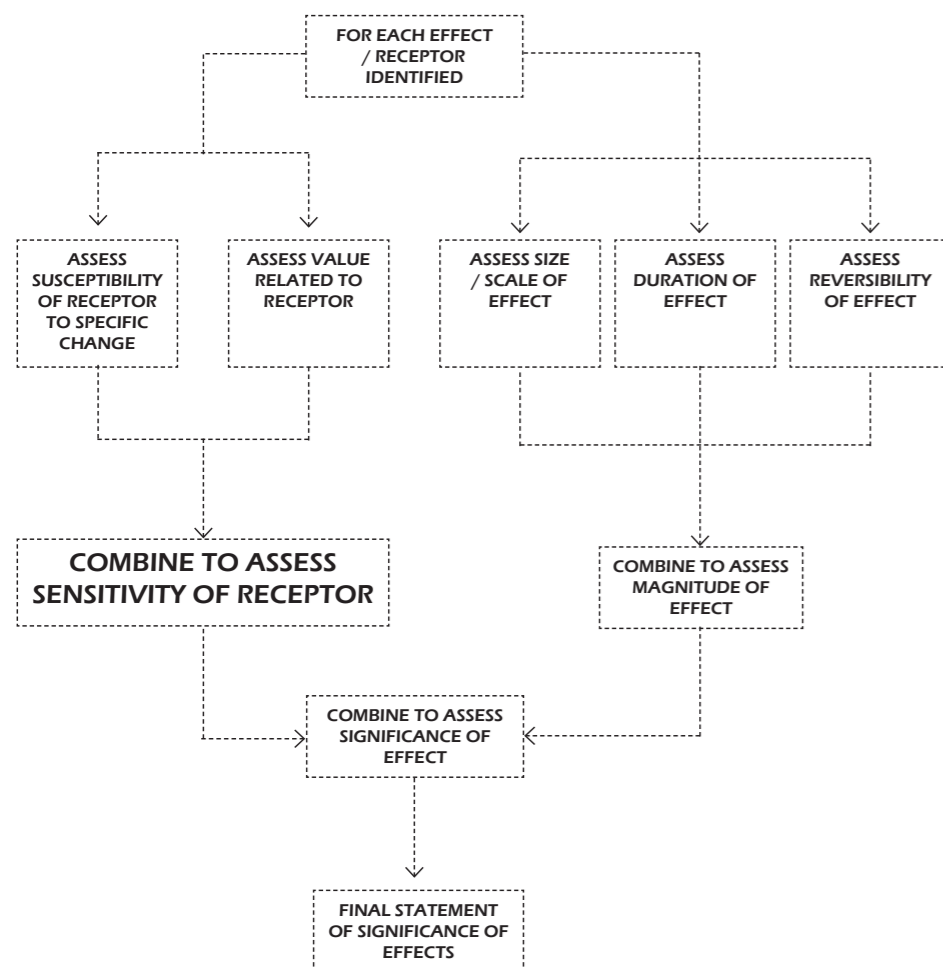 FOR EACH EFFECT
/ RECEPTOR
IDENTIFIED
ASSESS
SUSCEPTIBILITY
OF RECEPTOR
TO SPECIFIC
CHANGE
ASSESS VALUE
RELATED TO
RECEPTOR
ASSESS SIZE
/ SCALE OF
EFFECT
ASSESS
DURATION OF
EFFECT
ASSESS
REVERSIBILITY
OF EFFECT
COMBINE TO ASSESS
SENSITIVITY OF RECEPTOR
COMBINE TO ASSESS
MAGNITUDE OF
EFFECT
COMBINE TO ASSESS
SIGNIFICANCE OF
EFFECT
FINAL STATEMENT
OF SIGNIFICANCE OF
EFFECTS